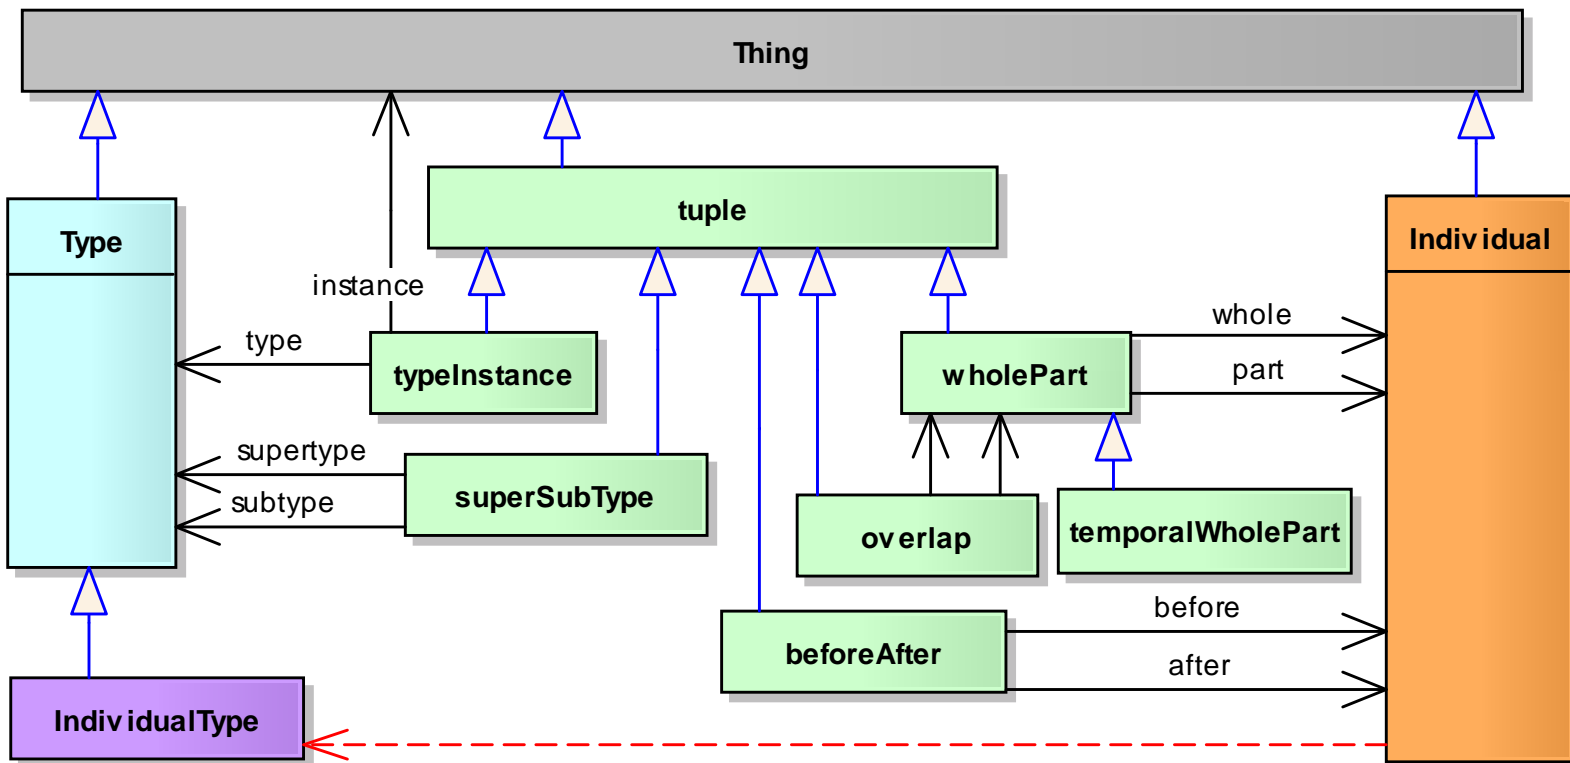 Thing
tuple
Type
Individual
instance
whole
type
typeInstance
wholePart
part
supertype
superSubType
subtype
overlap
temporalWholePart
before
beforeAfter
after
IndividualType